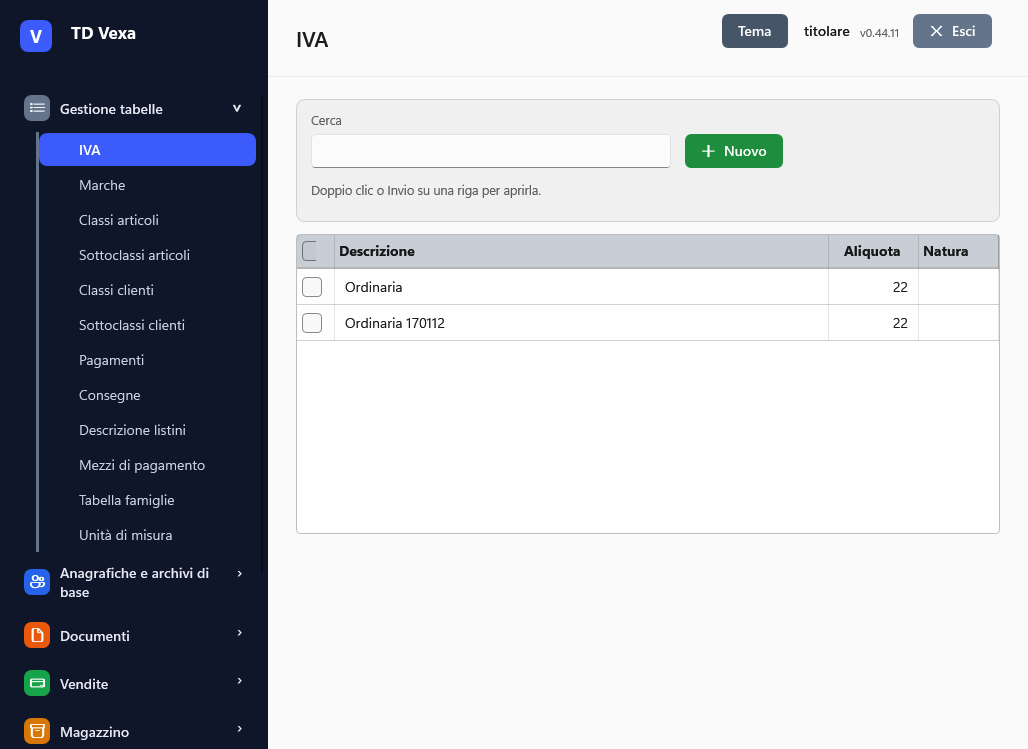 V
TD Vexa
Gestione tabelle
IVA
Marche
Classi articoli
Sottoclassi articoli
Classi clienti
Sottoclassi clienti
Pagamenti
Consegne
Descrizione listini
Mezzi di pagamento
Tabella famiglie
Unità di misura
Anagrafiche e archivi di
base
Documenti
Vendite
Magazzino
IVA
Tema
titolare v0.44.11
Esci
Cerca
Nuovo
Doppio clic o Invio su una riga per aprirla.
Descrizione Aliquota Natura
Ordinaria 22
Ordinaria 170112 22